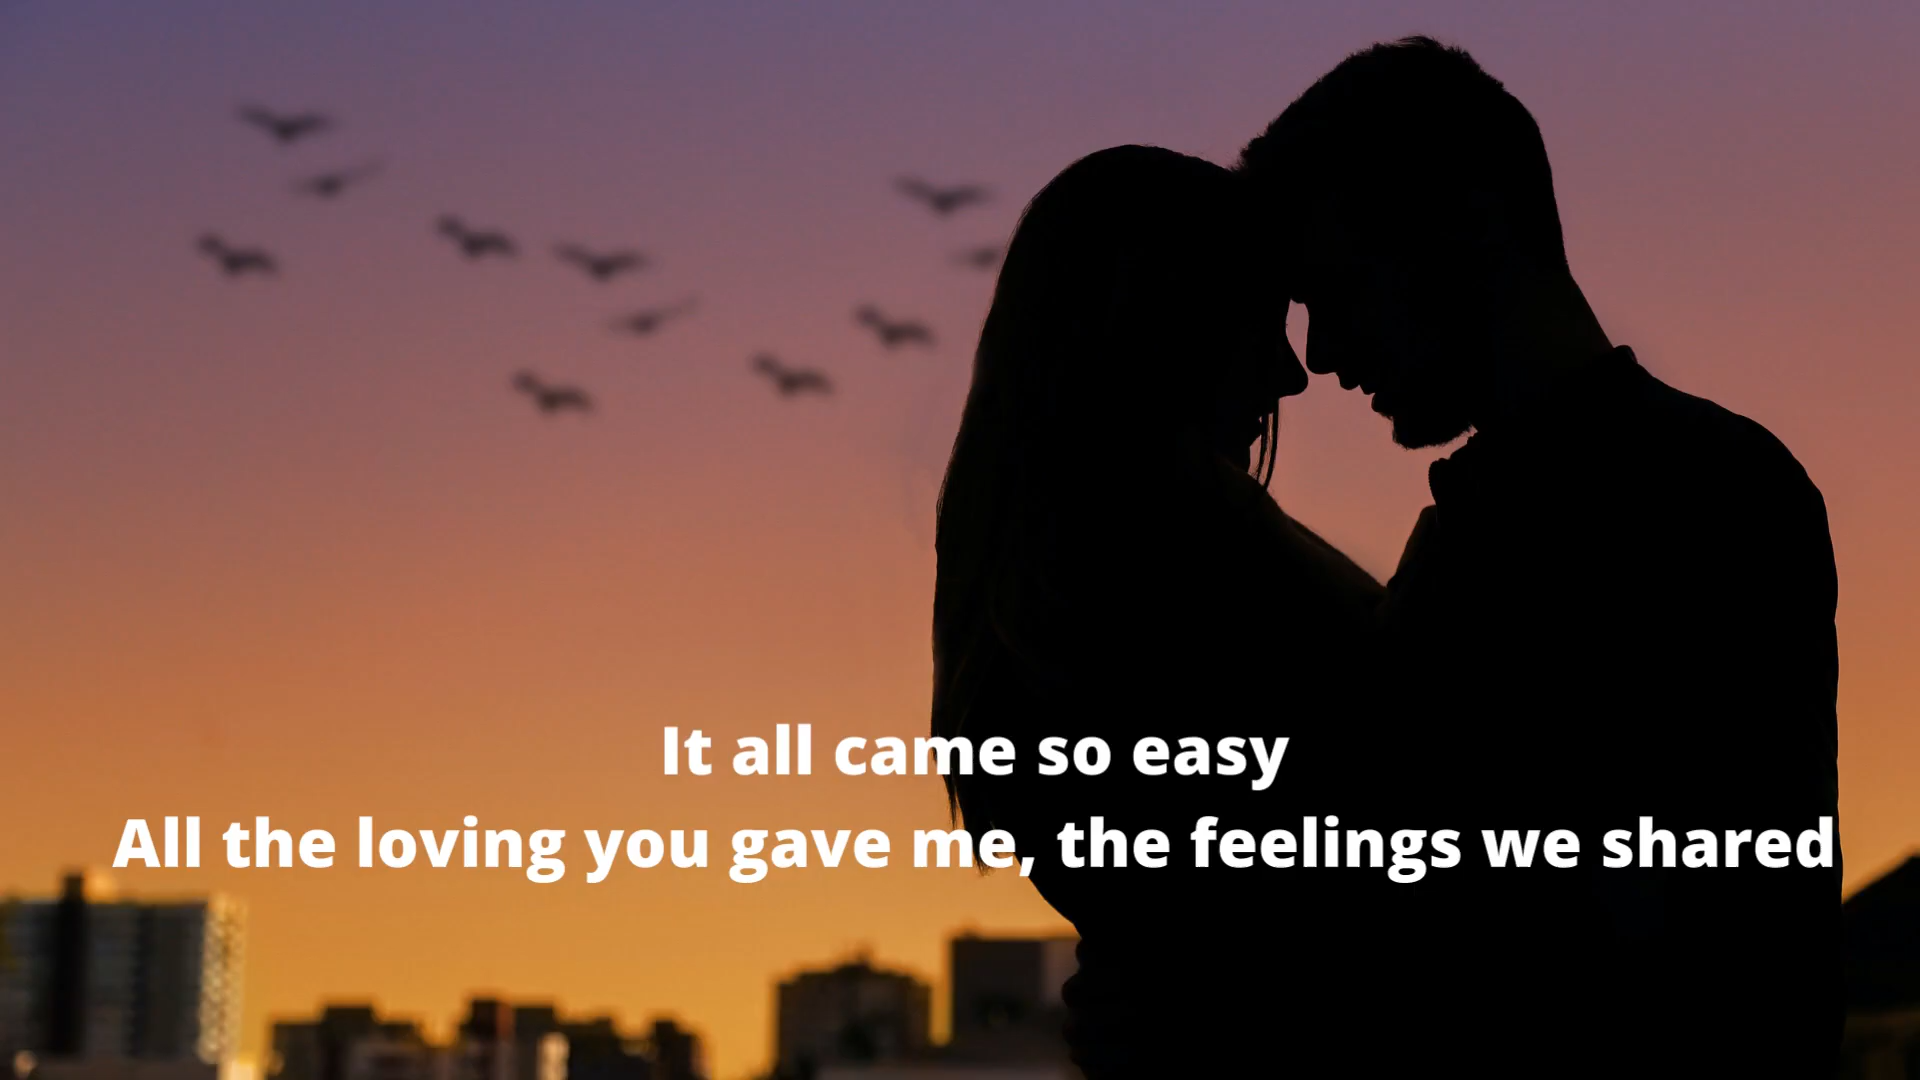 It all came so easy
All the loving you gave me, the feelings we shared